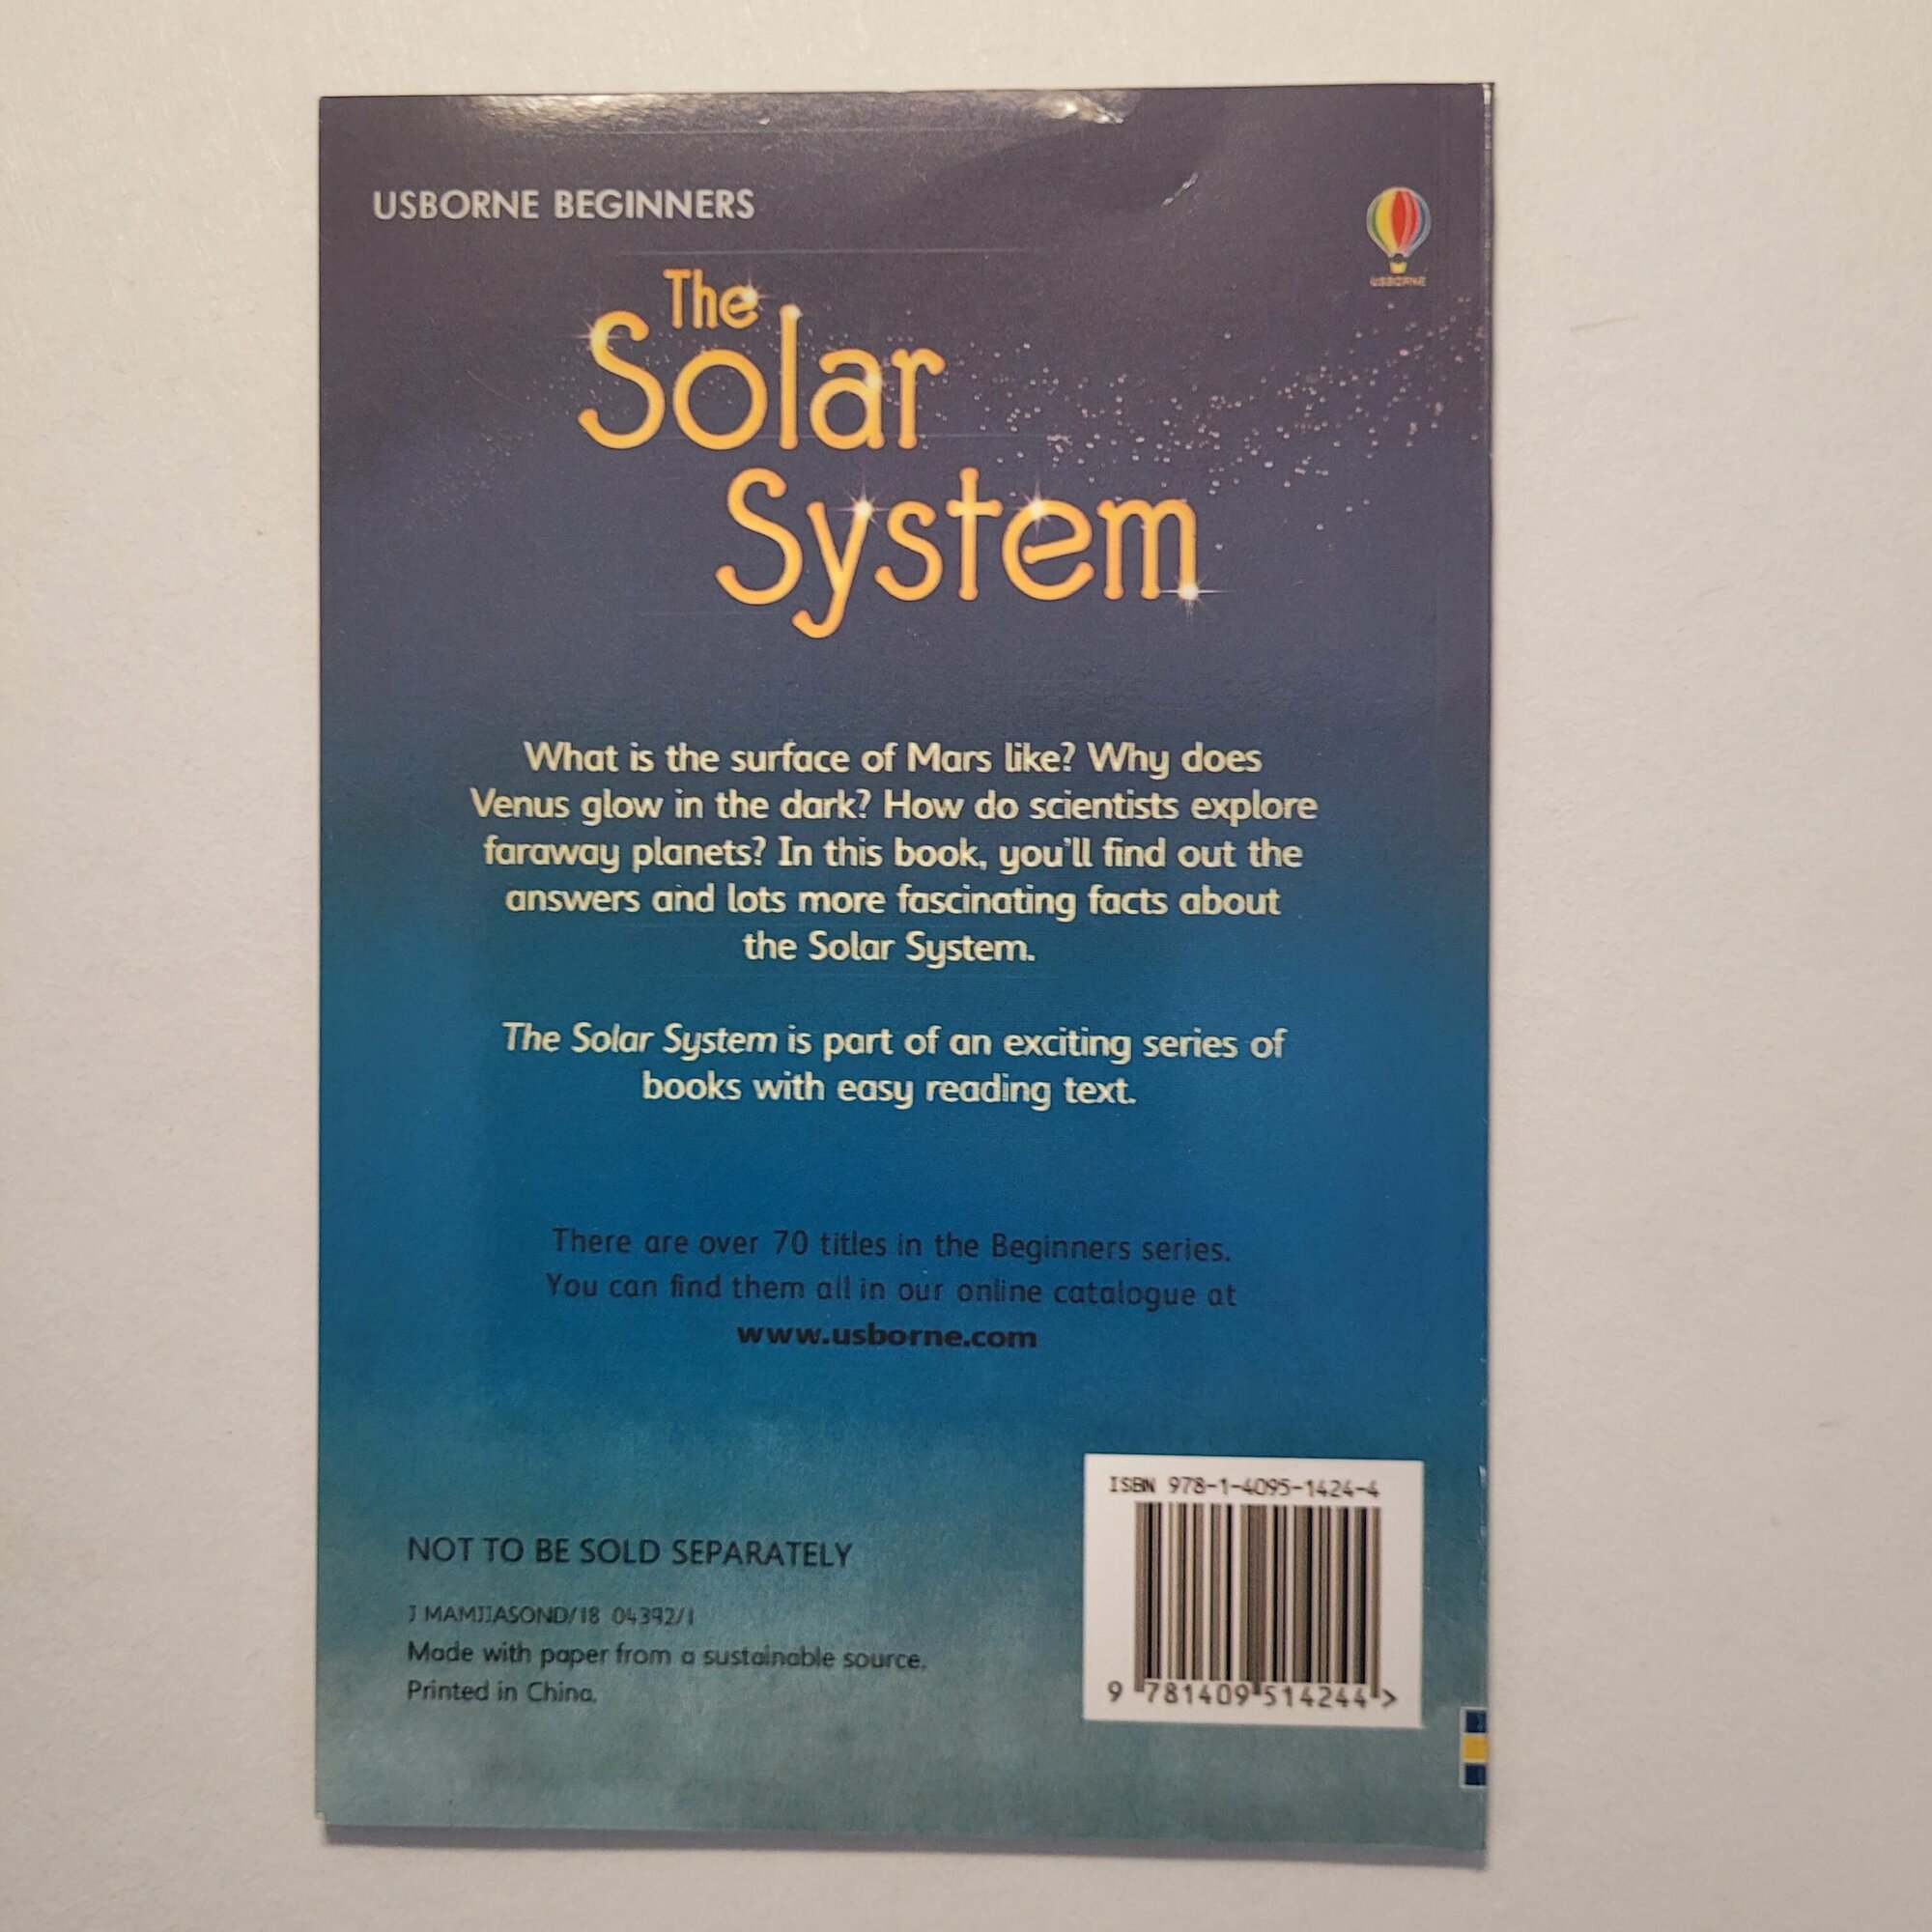 USBORNE BEGINNERS
USBORNE
The
Solar
System
What is the surface of Mars like? Why does
Venus glow in the dark? How do scientists explore
faraway planets? In this book, you'll find out the
answers and lots more fascinating facts about
the Solar System.
The Solar System is part of an exciting series of
books with easy reading text.
There are over 70 titles in the Beginners series.
You can find them all in our online catalogue at
www.usborne.com
ISBN 978-1-4095-1424-4
9 781409 514244 >
NOT TO BE SOLD SEPARATELY
J MAMJJASOND/18 04392/1
Made with paper from a sustainable source.
Printed in China.